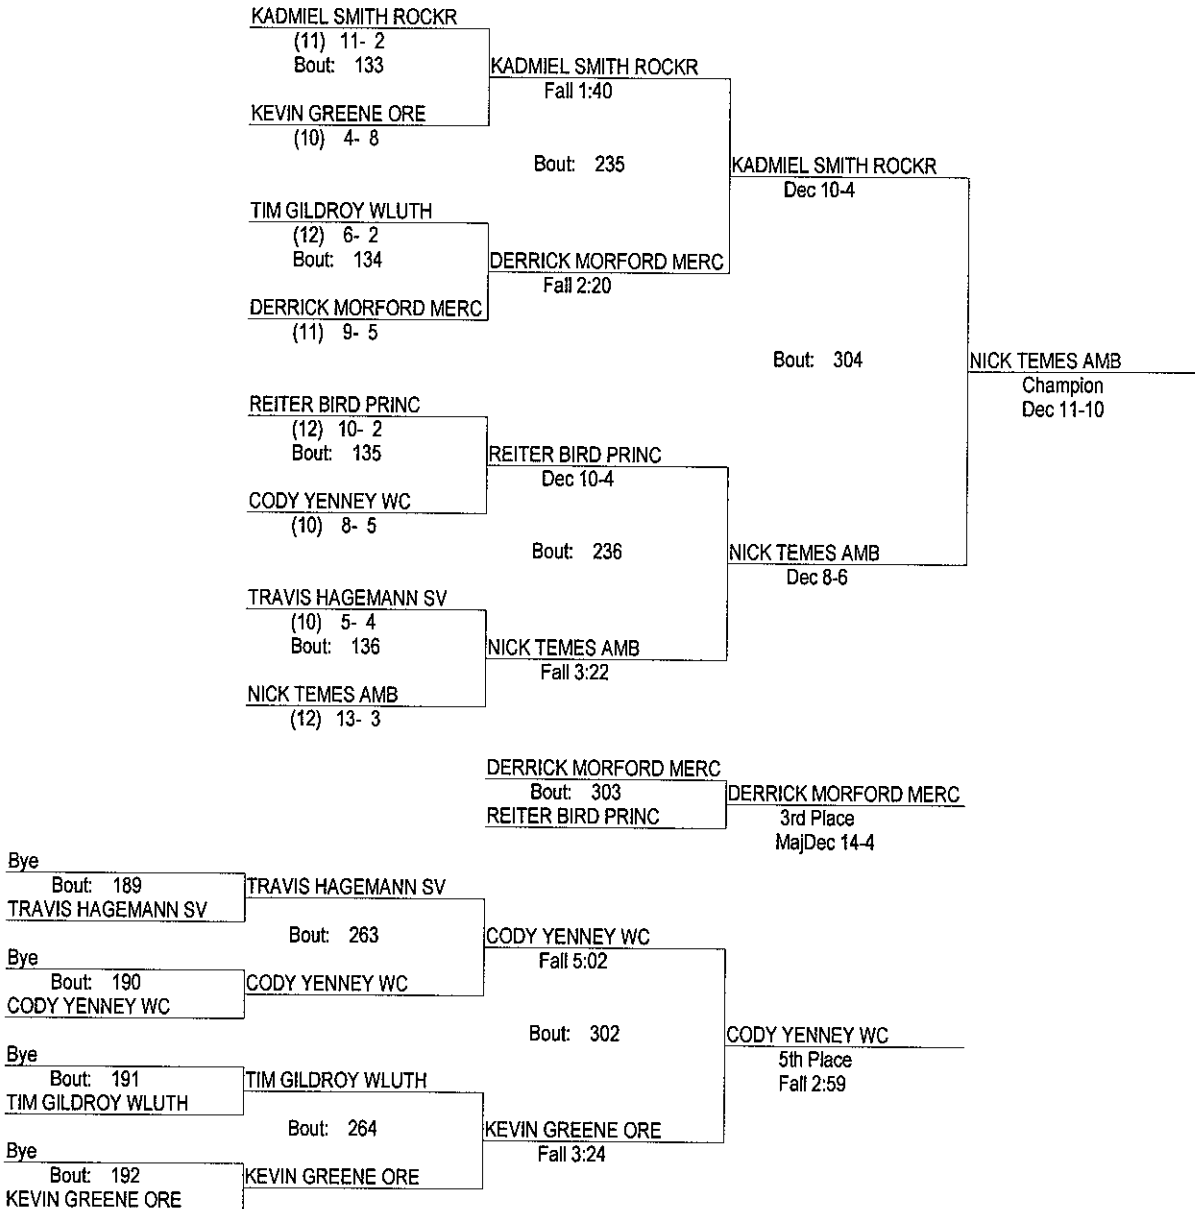 KADMIEL SMITH ROCKR
(11) 11- 2
Bout: 133
KADMIEL SMITH ROCKR
Fall 1:40
KEVIN GREENE ORE
(10) 4- 8
Bout: 235
KADMIEL SMITH ROCKR
Dec 10-4
TIM GILDROY WLUTH
(12) 6- 2
Bout: 134
DERRICK MORFORD MERC
Fall 2:20
DERRICK MORFORD MERC
(11) 9- 5
Bout: 304
NICK TEMES AMB
Champion
Dec 11-10
REITER BIRD PRINC
(12) 10- 2
Bout: 135
REITER BIRD PRINC
Dec 10-4
CODY YENNEY WC
(10) 8- 5
Bout: 236
NICK TEMES AMB
Dec 8-6
TRAVIS HAGEMANN SV
(10) 5- 4
Bout: 136
NICK TEMES AMB
Fall 3:22
NICK TEMES AMB
(12) 13- 3
DERRICK MORFORD MERC
Bout: 303
REITER BIRD PRINC
DERRICK MORFORD MERC
3rd Place
MajDec 14-4
Bye
Bout: 189
TRAVIS HAGEMANN SV
TRAVIS HAGEMANN SV
Bout: 263
CODY YENNEY WC
Fall 5:02
Bye
Bout: 190
CODY YENNEY WC
CODY YENNEY WC
Bout: 302
CODY YENNEY WC
5th Place
Fall 2:59
Bye
Bout: 191
TIM GILDROY WLUTH
TIM GILDROY WLUTH
Bout: 264
KEVIN GREENE ORE
Fall 3:24
Bye
Bout: 192
KEVIN GREENE ORE
KEVIN GREENE ORE